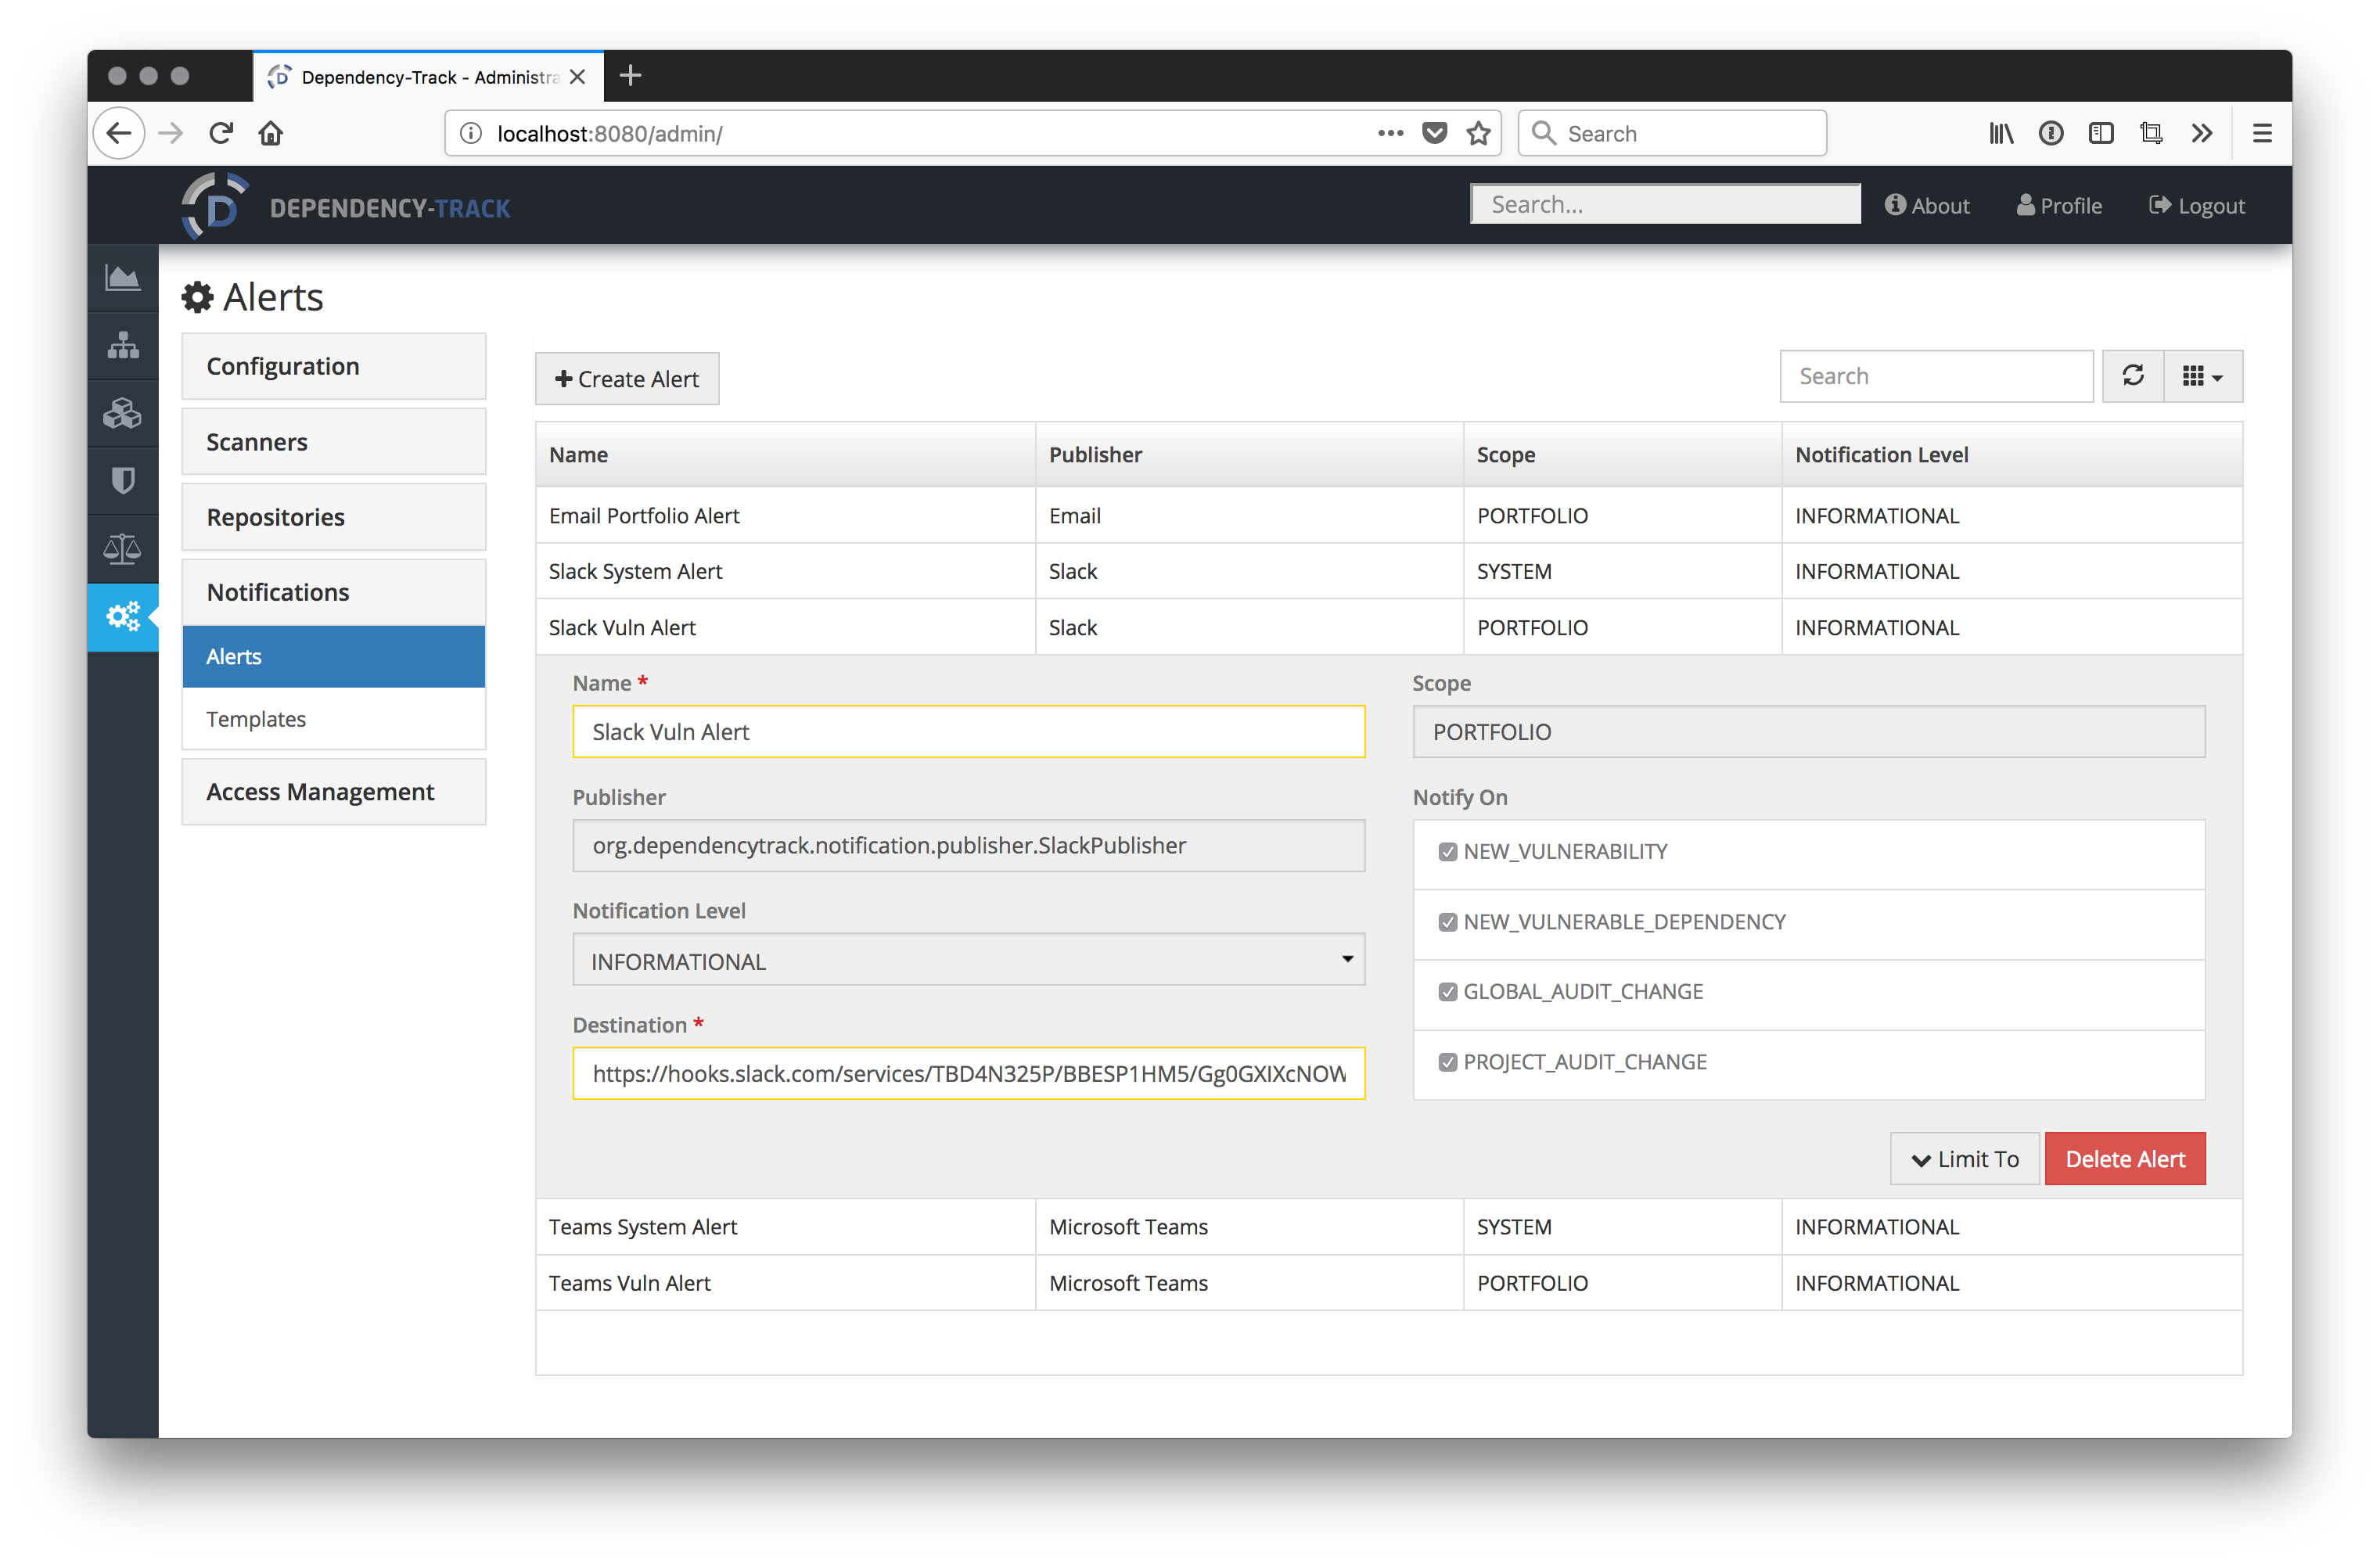 Dependency-Track - Administra
localhost:8080/admin/
Search
DEPENDENCY-TRACK
Search...
About
Profile
Logout
Alerts
Configuration
Scanners
Repositories
Notifications
Alerts
Templates
Access Management
Create Alert
Search
Name Publisher Scope Notification Level
Email Portfolio Alert Email PORTFOLIO INFORMATIONAL
Slack System Alert Slack SYSTEM INFORMATIONAL
Slack Vuln Alert Slack PORTFOLIO INFORMATIONAL
Name *
Slack Vuln Alert
Publisher
org.dependencytrack.notification.publisher.SlackPublisher
Notification Level
INFORMATIONAL
Destination *
https://hooks.slack.com/services/TBD4N325P/BBESP1HM5/Gg0GXIXcNOW
Scope
PORTFOLIO
Notify On
NEW_VULNERABILITY
NEW_VULNERABLE_DEPENDENCY
GLOBAL_AUDIT_CHANGE
PROJECT_AUDIT_CHANGE
Limit To
Delete Alert
Teams System Alert Microsoft Teams SYSTEM INFORMATIONAL
Teams Vuln Alert Microsoft Teams PORTFOLIO INFORMATIONAL